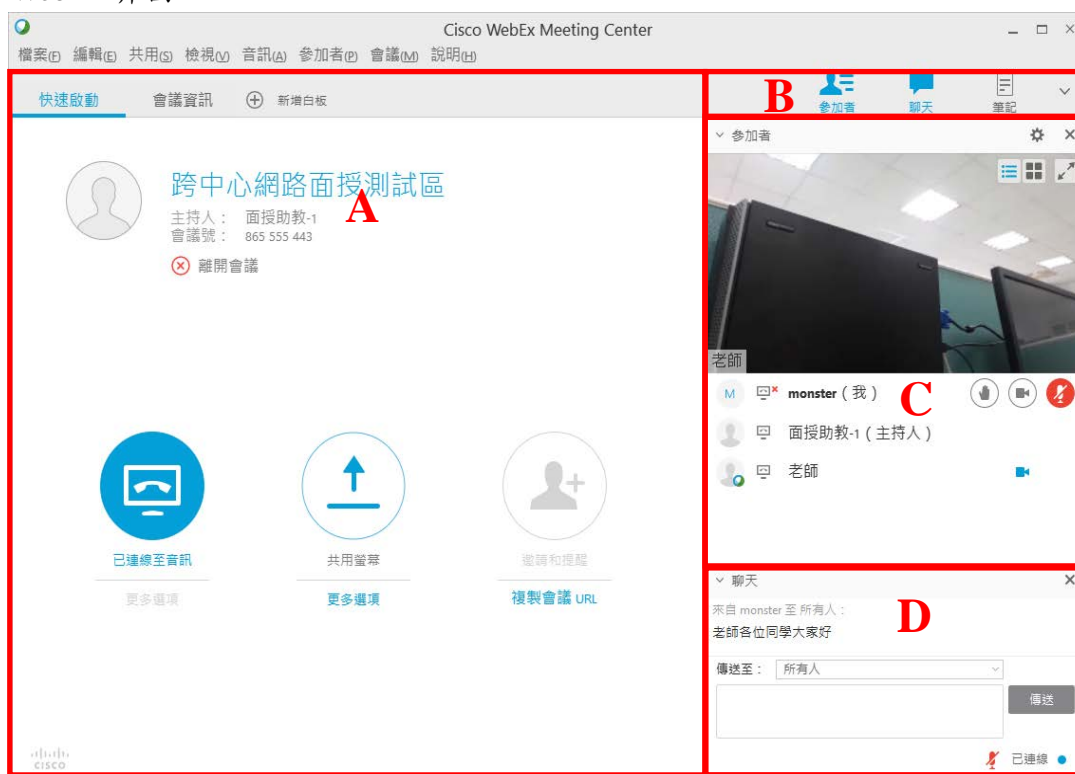 Cisco WebEx Meeting Center
檔案(F) 編輯(E) 共用(S) 檢視(V) 音訊(A) 參加者(P) 會議(M) 說明(H)
快速啟動 會議資訊 新增白板
B
參加者 聊天 筆記
參加者
跨中心網路面授測試區
A
主持人： 面授助教-1
會議號： 865 555 443
離開會議
老師
M monster（我）
C
面授助教-1（主持人）
老師
已連線至音訊 共用螢幕 邀請和提醒
更多選項 更多選項 複製會議 URL
聊天
來自 monster 至 所有人：
D
老師各位同學大家好
傳送至： 所有人
傳送
已連線
CISCO